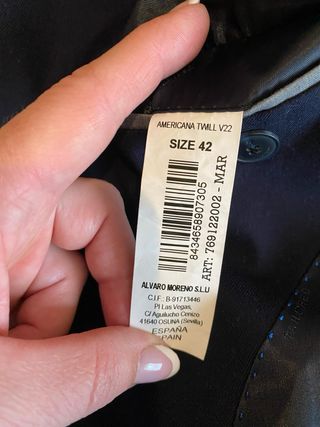 AMERICANA TWILL V22
SIZE 42
8434658907305
ART: 769122002 - MAR
ALVARO MORENO S.L.U
C.I.F.: B-91713446
Pl Las Vegas,
C/ Aguilucho Cenizo
41640 OSUNA (Sevilla)
ESPAÑA
SPAIN